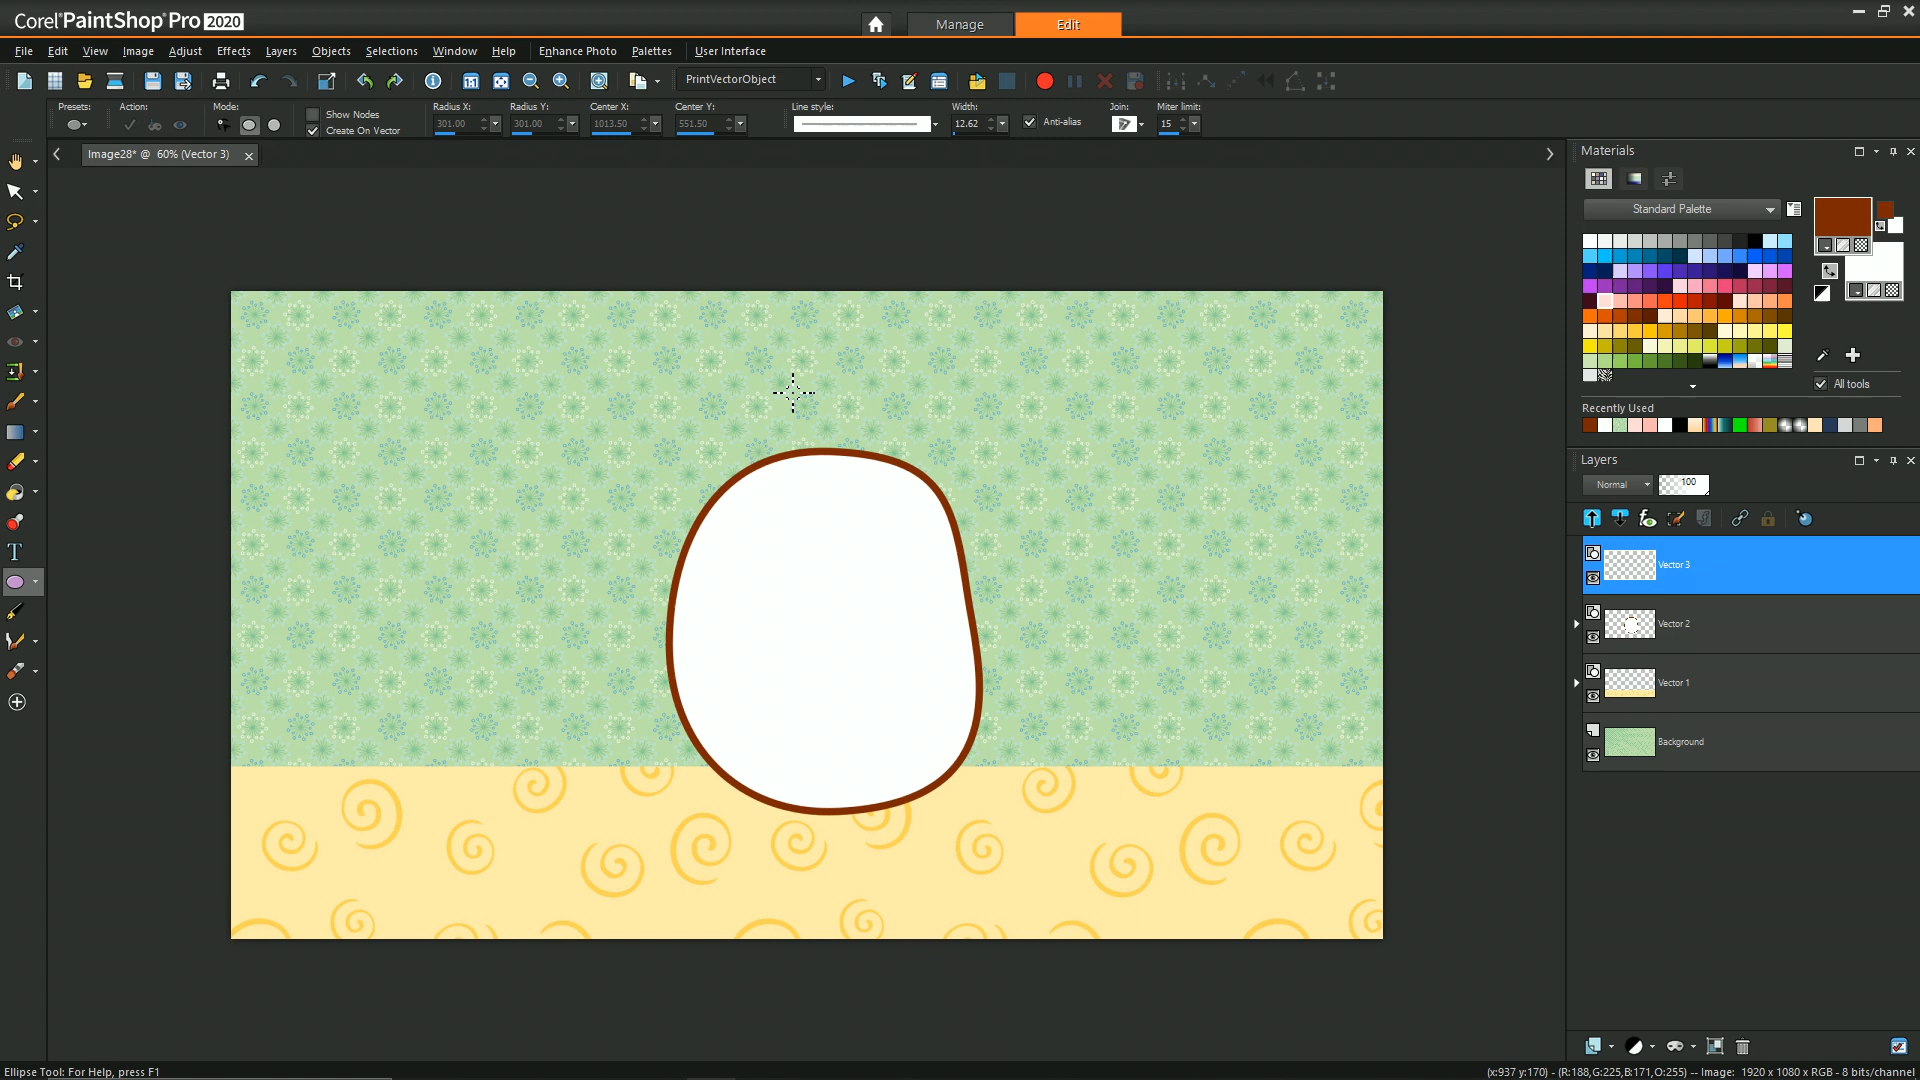 Corel PaintShop Pro 2020
Manage
Edit
File Edit View Image Adjust Effects Layers Objects Selections Window Help Enhance Photo Palettes User Interface
PrintVectorObject
Presets: Action: Mode: Show Nodes Radius X: Radius Y: Center X: Center Y: Line style: Width: Anti-alias Join: Miter limit:
Create On Vector 301.00 301.00 1013.50 551.50 12.62 15
Image28* @ 60% (Vector 3)
Materials
Standard Palette
All tools
Recently Used
Layers
Normal 100
Vector 3
Vector 2
Vector 1
Background
T
Ellipse Tool: For Help, press F1
(x:937 y:170) - (R:188,G:225,B:171,O:255) -- Image: 1920 x 1080 x RGB - 8 bits/channel